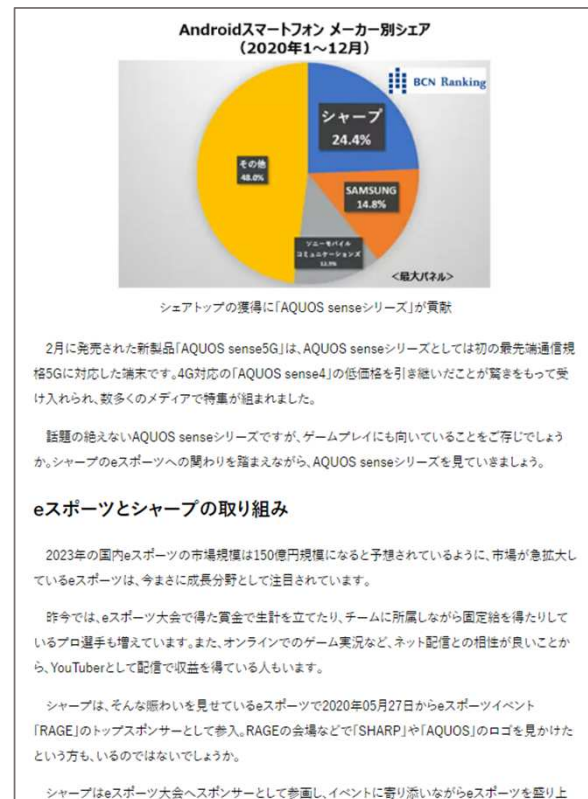 Androidスマートフォン メーカー別シェア
(2020年1～12月)
BCN Ranking
シャープ
24.4%
その他
48.0%
SAMSUNG
14.8%
ソニーモバイル
コミュニケーションズ
<最大パネル>
シェアトップの獲得に「AQUOS senseシリーズ」が貢献
2月に発売された新製品「AQUOS sense5G」は、AQUOS senseシリーズとしては初の最先端通信規
格5Gに対応した端末です。4G対応の「AQUOS sense4」の低価格を引き継いだことが驚きをもって受
け入れられ、数多くのメディアで特集が組まれました。
話題の絶えないAQUOS senseシリーズですが、ゲームプレイにも向いていることをご存じでしょう
か。シャープのeスポーツへの関わりを踏まえながら、AQUOS senseシリーズを見ていきましょう。
eスポーツとシャープの取り組み
2023年の国内eスポーツの市場規模は150億円規模になると予想されているように、市場が急拡大し
ているeスポーツは、今まさに成長分野として注目されています。
昨今では、eスポーツ大会で得た賞金で生計を立てたり、チームに所属しながら固定給を得たりして
いるプロ選手も増えています。また、オンラインでのゲーム実況など、ネット配信との相性が良いことか
ら、YouTuberとして配信で収益を得ている人もいます。
シャープは、そんな賑わいを見せているeスポーツで2020年05月27日からeスポーツイベント
「RAGE」のトップスポンサーとして参入。RAGEの会場などで「SHARP」や「AQUOS」のロゴを見かけた
という方も、いるのではないでしょうか。
シャープはeスポーツ大会へスポンサーとして参画し、イベントに寄り添いながらeスポーツを盛り上